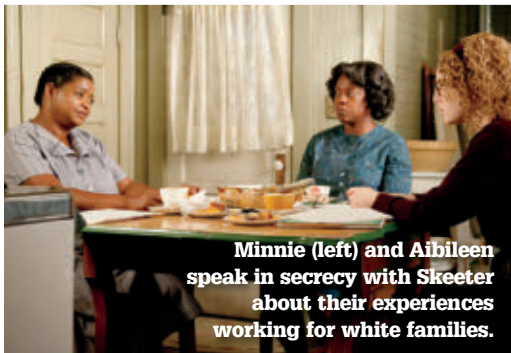 Minnie (left) and Aibileen
speak in secrecy with Skeeter
about their experiences
working for white families.